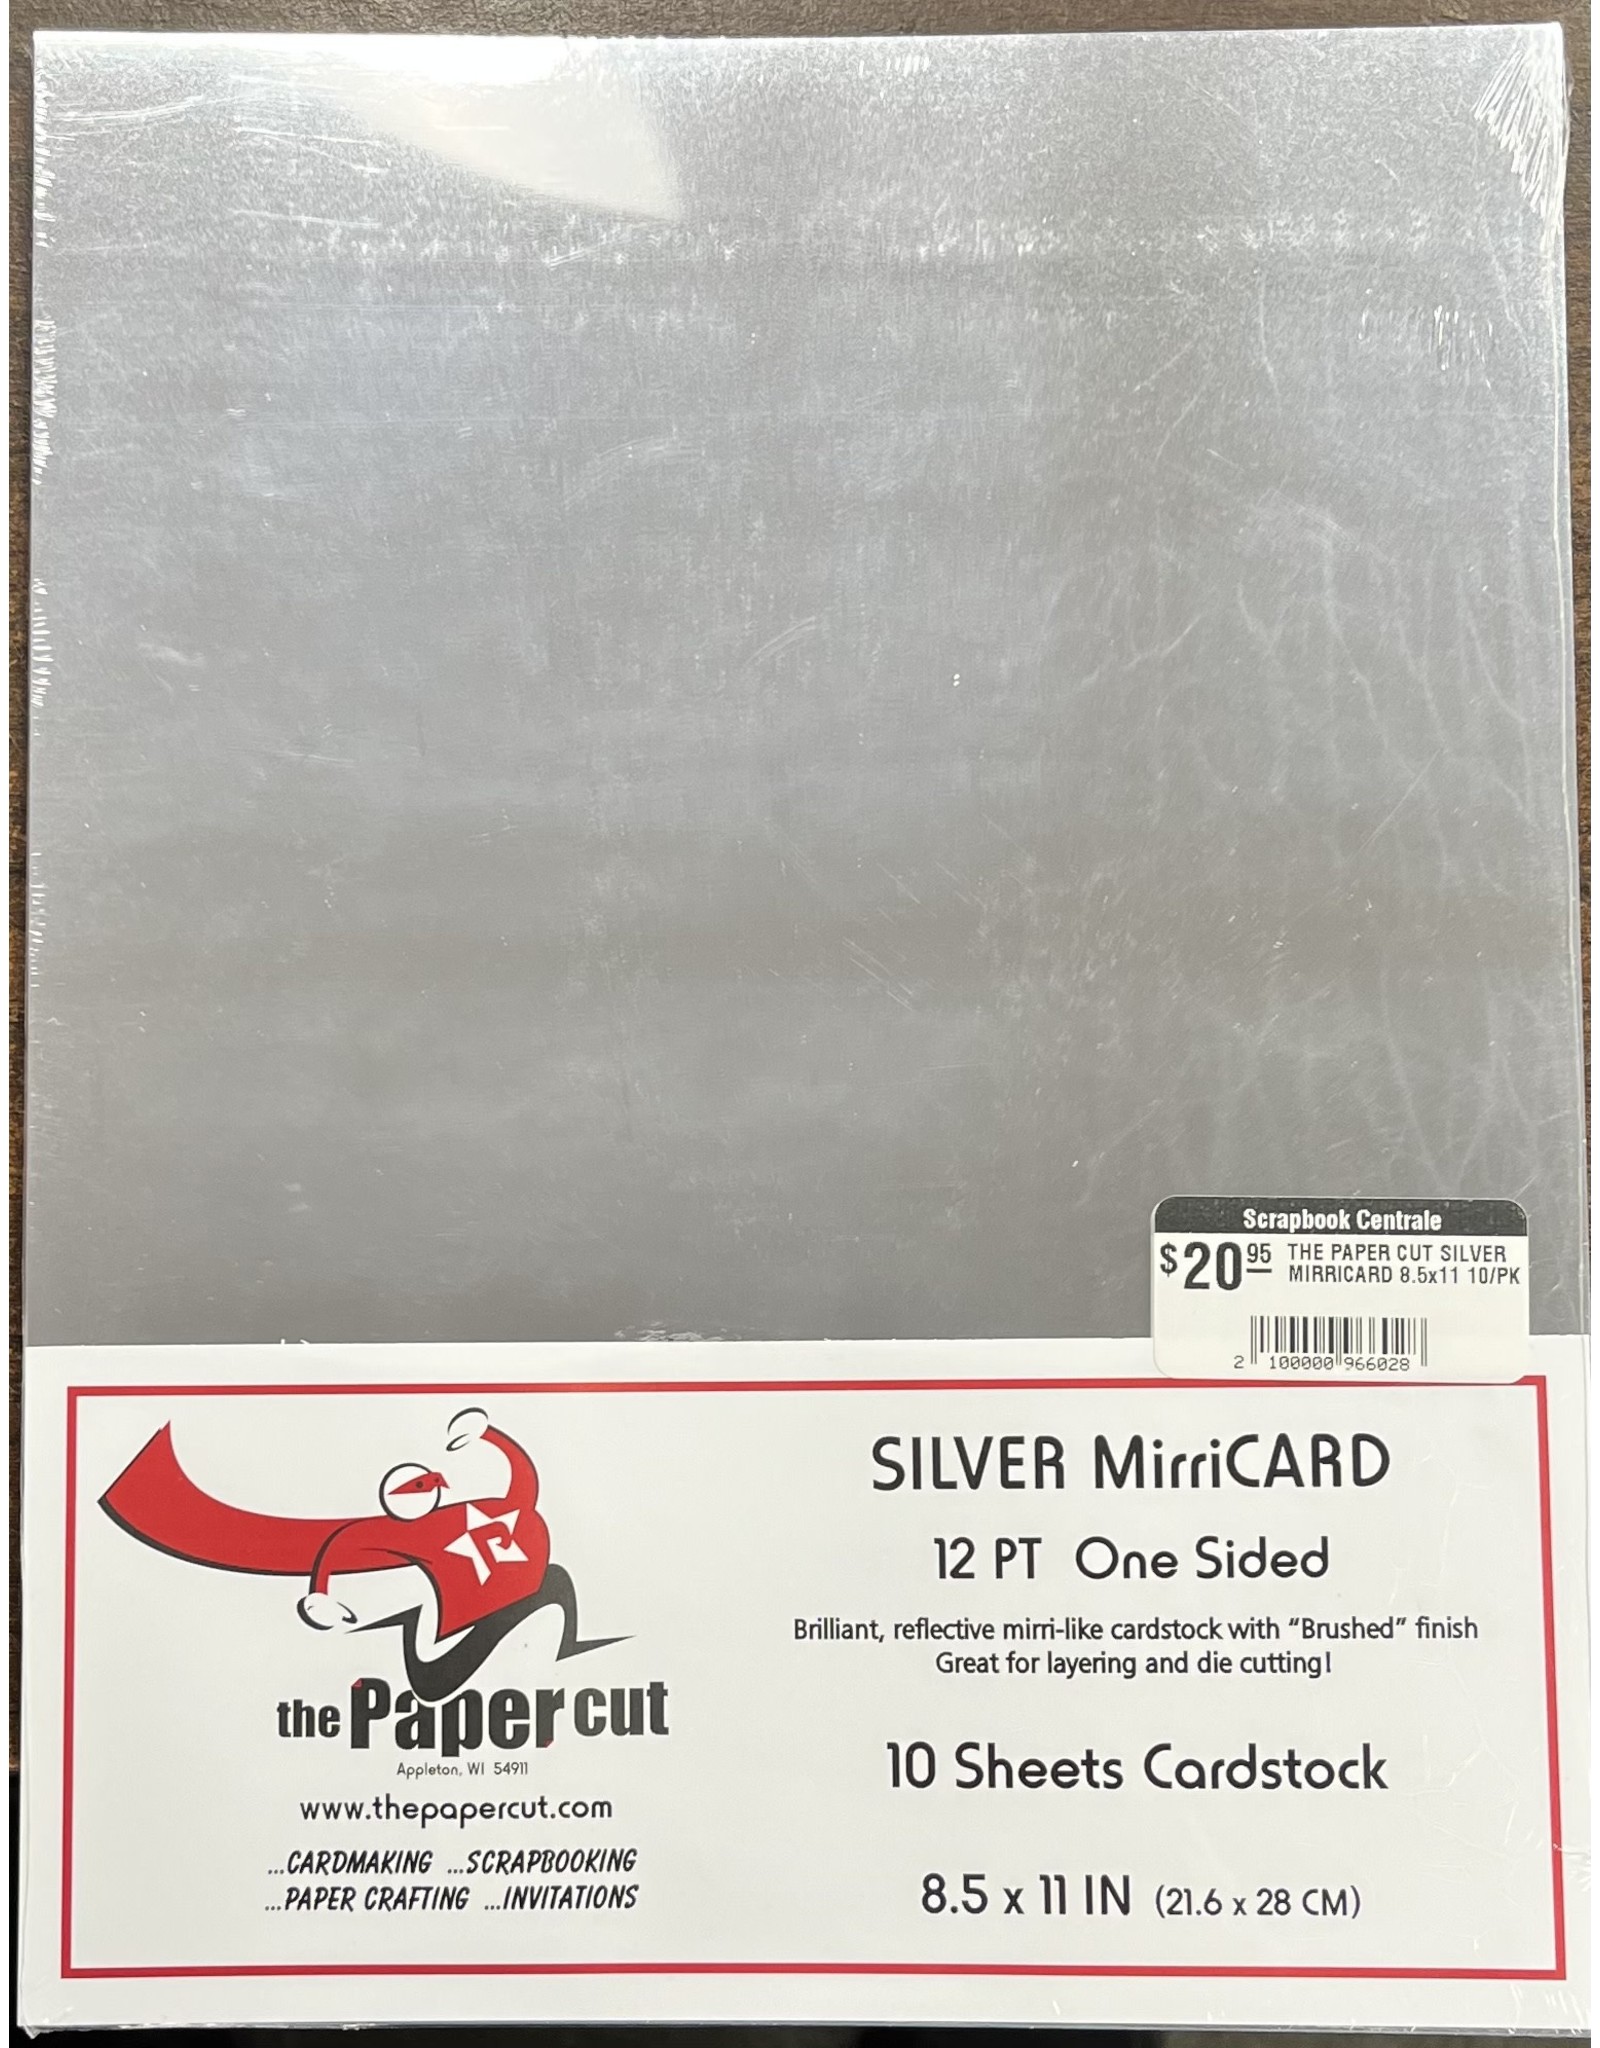 Scrapbook Centrale
$20 95 THE PAPER CUT SILVER
MIRRICARD 8.5x11 10/PK
2 100000 966028
SILVER MirriCARD
12 PT One Sided
Brilliant, reflective mirri-like cardstock with “Brushed” finish
Great for layering and die cutting!
10 Sheets Cardstock
8.5 x 11 IN (21.6 x 28 CM)
the Paper cut
Appleton, WI 54911
www.thepapercut.com
...CARDMAKING ...SCRAPBOOKING
...PAPER CRAFTING ...INVITATIONS